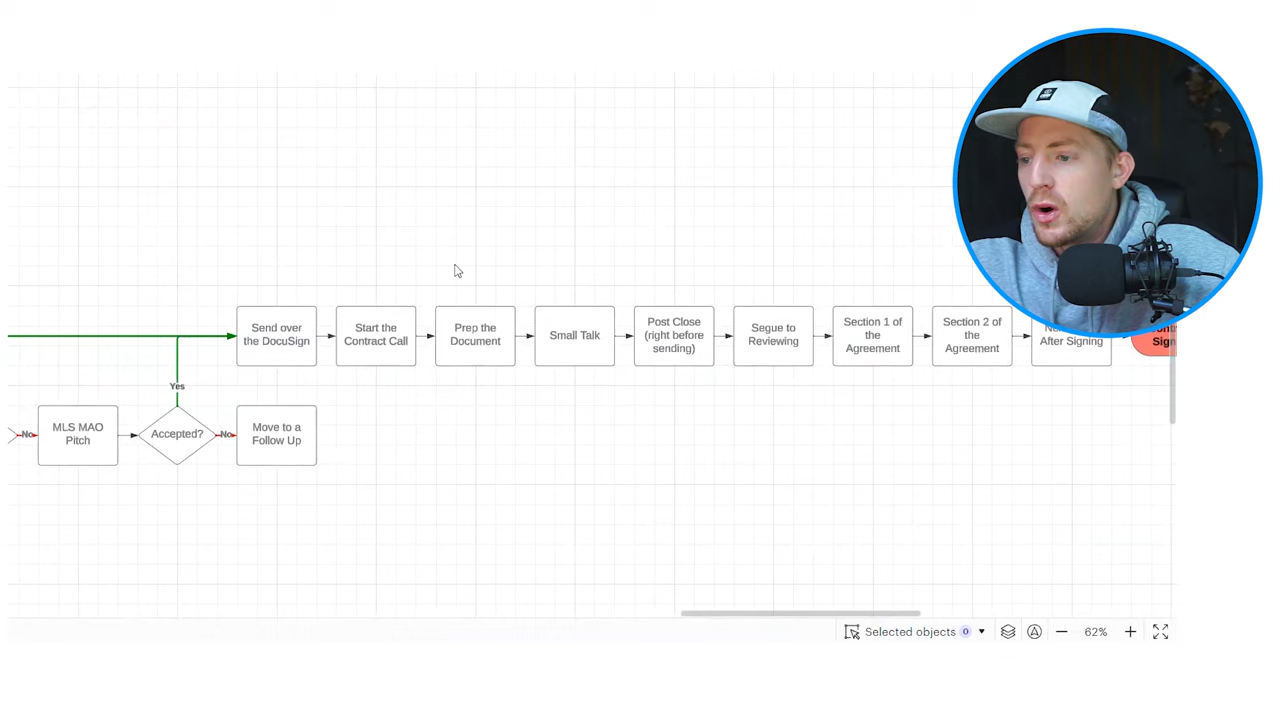 Send over
the DocuSign
Start the
Contract Call
Prep the
Document
Small Talk
Post Close
(right before
sending)
Segue to
Reviewing
Section 1 of
the
Agreement
Section 2 of
the
Agreement
After Signing
Sign
Yes
No
MLS MAO
Pitch
Accepted?
No
Move to a
Follow Up
Selected objects 0
62%